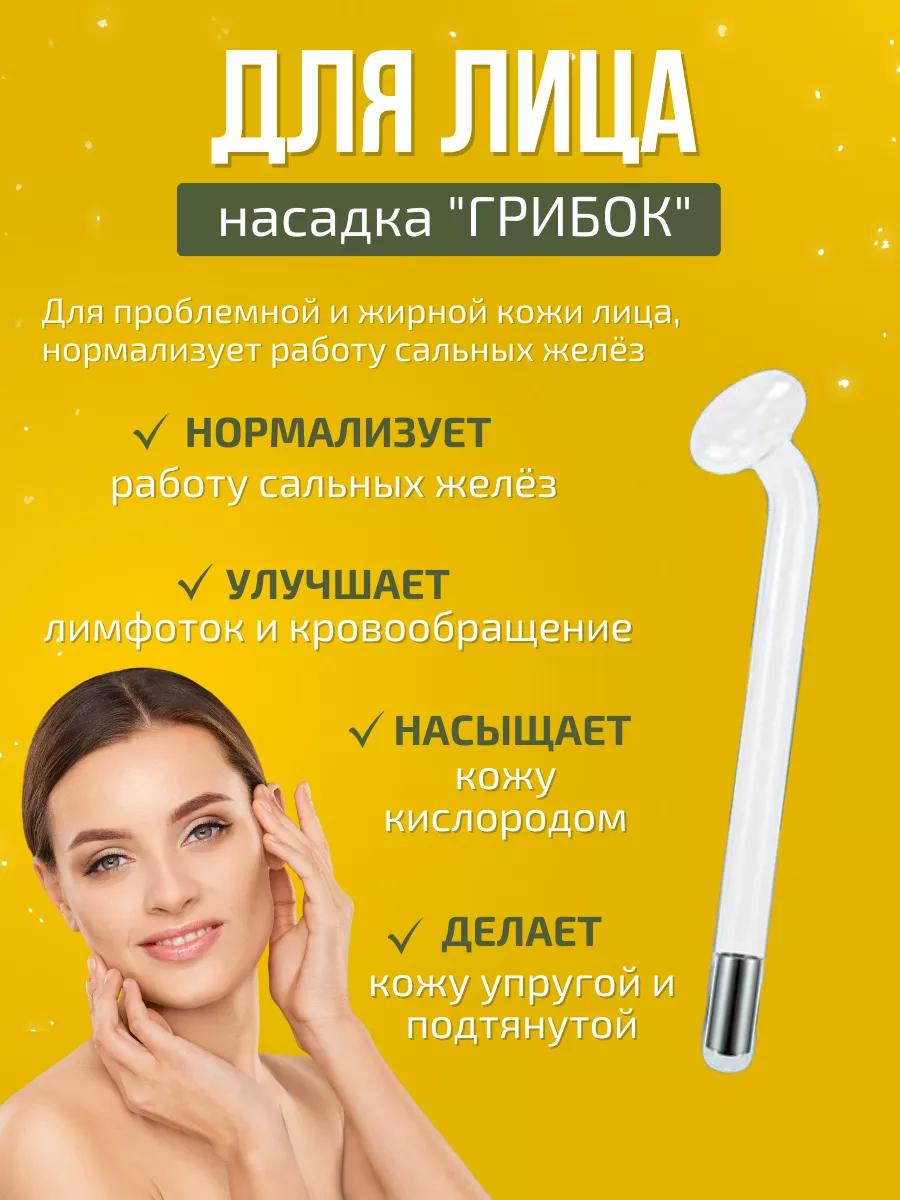 ДЛЯ ЛИЦА
насадка "ГРИБОК"
Для проблемной и жирной кожи лица,
нормализует работу сальных желёз
НОРМАЛИЗУЕТ
работу сальных желёз
УЛУЧШАЕТ
лимфоток и кровообращение
НАСЫЩАЕТ
кожу
кислородом
ДЕЛАЕТ
кожу упругой и
подтянутой